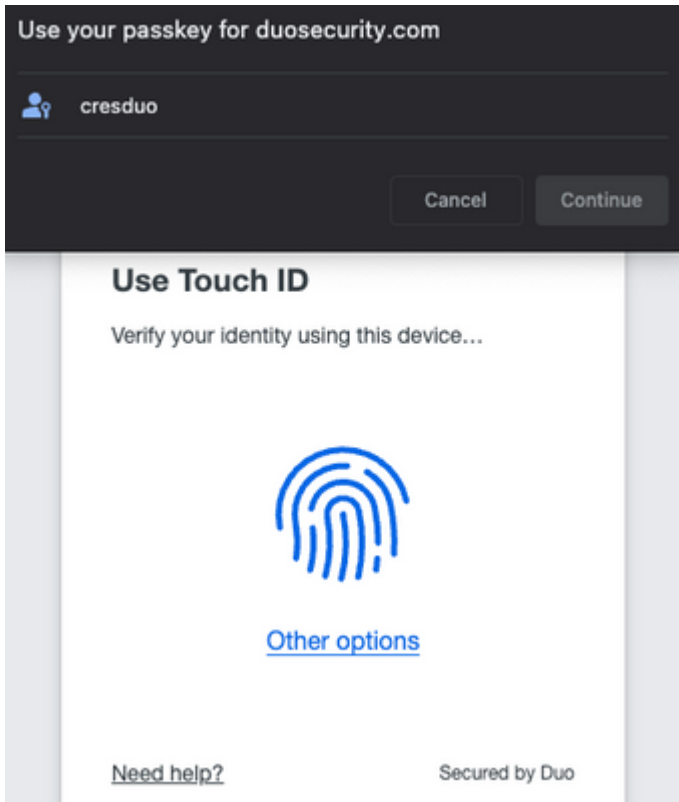 Use your passkey for duosecurity.com
cresduo
Cancel Continue
Use Touch ID
Verify your identity using this device...
Other options
Need help? Secured by Duo